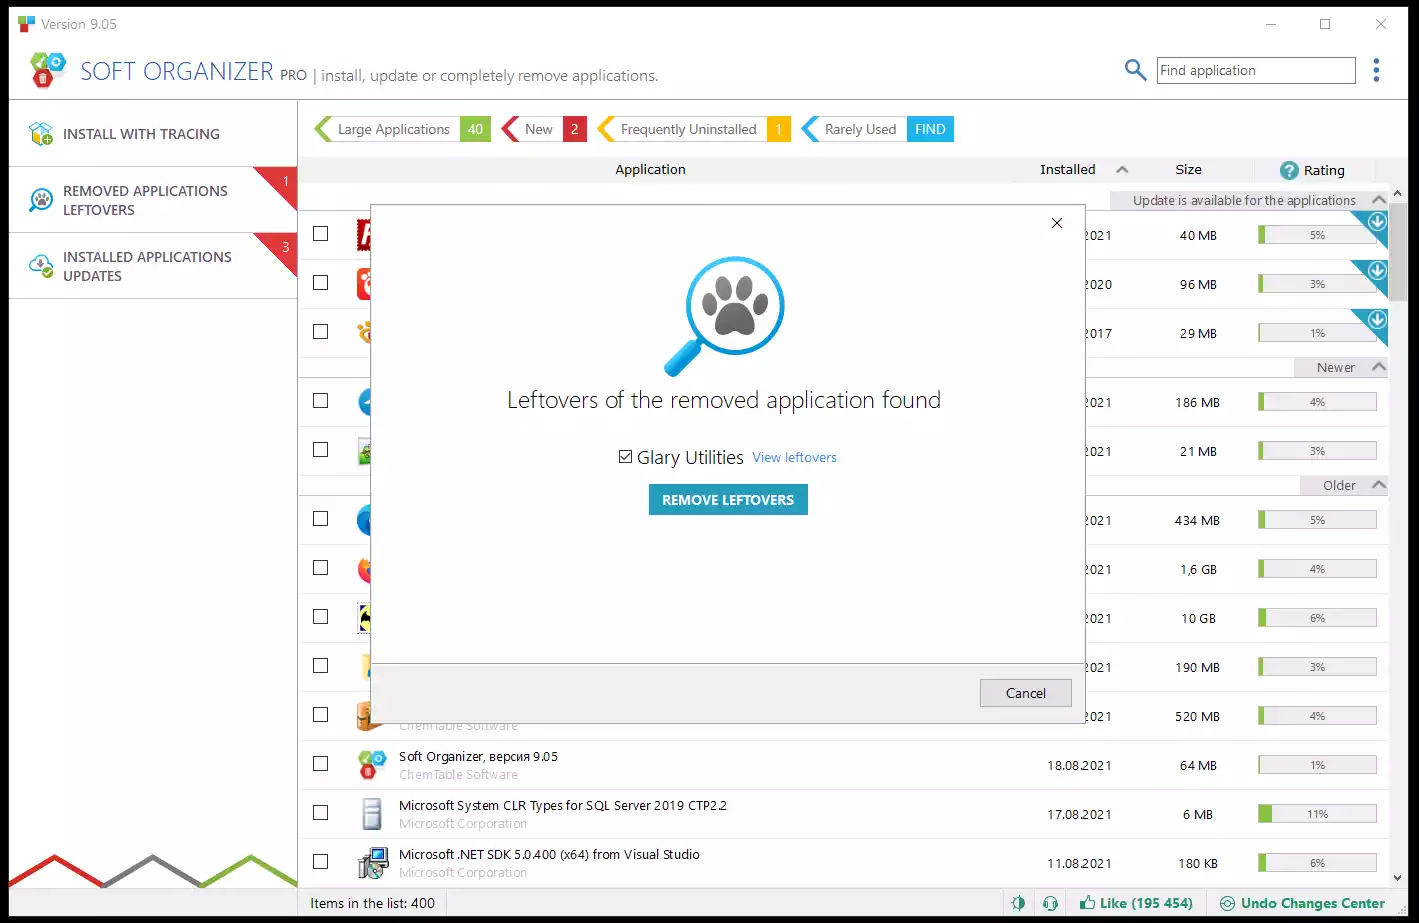 Version 9.05
SOFT ORGANIZER PRO | install, update or completely remove applications.
Find application
INSTALL WITH TRACING
REMOVED APPLICATIONS
LEFTOVERS
1
INSTALLED APPLICATIONS
UPDATES
3
Large Applications 40 New 2 Frequently Uninstalled 1 Rarely Used FIND
Application Installed Size ? Rating
Update is available for the applications
2021 40 MB 5%
2020 96 MB 3%
2017 29 MB 1%
Newer
2021 186 MB 4%
2021 21 MB 3%
Older
2021 434 MB 5%
2021 1,6 GB 4%
2021 10 GB 6%
2021 190 MB 3%
2021 520 MB 4%
ChemTable Software
Leftovers of the removed application found
Glary Utilities View leftovers
REMOVE LEFTOVERS
Cancel
Soft Organizer, версия 9.05
ChemTable Software
18.08.2021 64 MB 1%
Microsoft System CLR Types for SQL Server 2019 CTP2.2
Microsoft Corporation
17.08.2021 6 MB 11%
Microsoft .NET SDK 5.0.400 (x64) from Visual Studio
Microsoft Corporation
11.08.2021 180 KB 6%
Items in the list: 400
Like (195 454)
Undo Changes Center